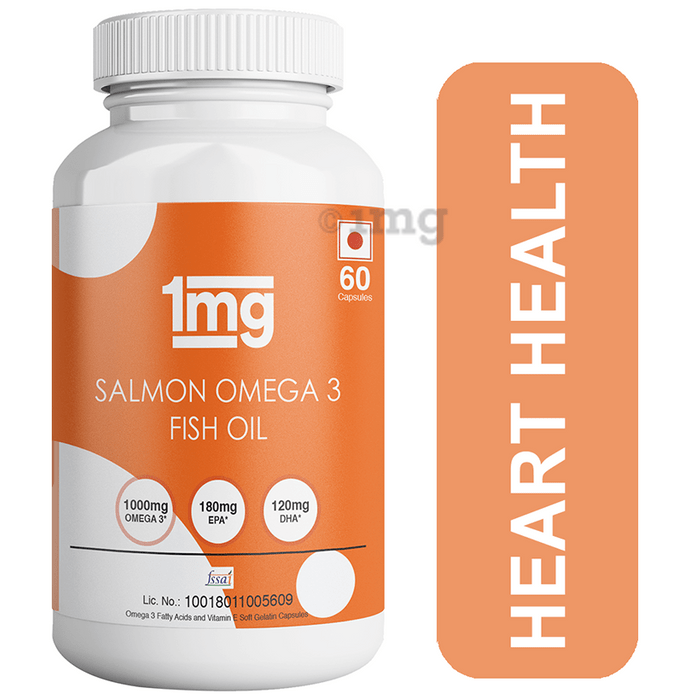 ©1mg
60
Capsules
1mg
SALMON OMEGA 3
FISH OIL
1000mg
OMEGA 3*
180mg
EPA*
120mg
DHA*
fssai
Lic. No.: 10018011005609
Omega 3 Fatty Acids and Vitamin E Soft Gelatin Capsules
HEART HEALTH